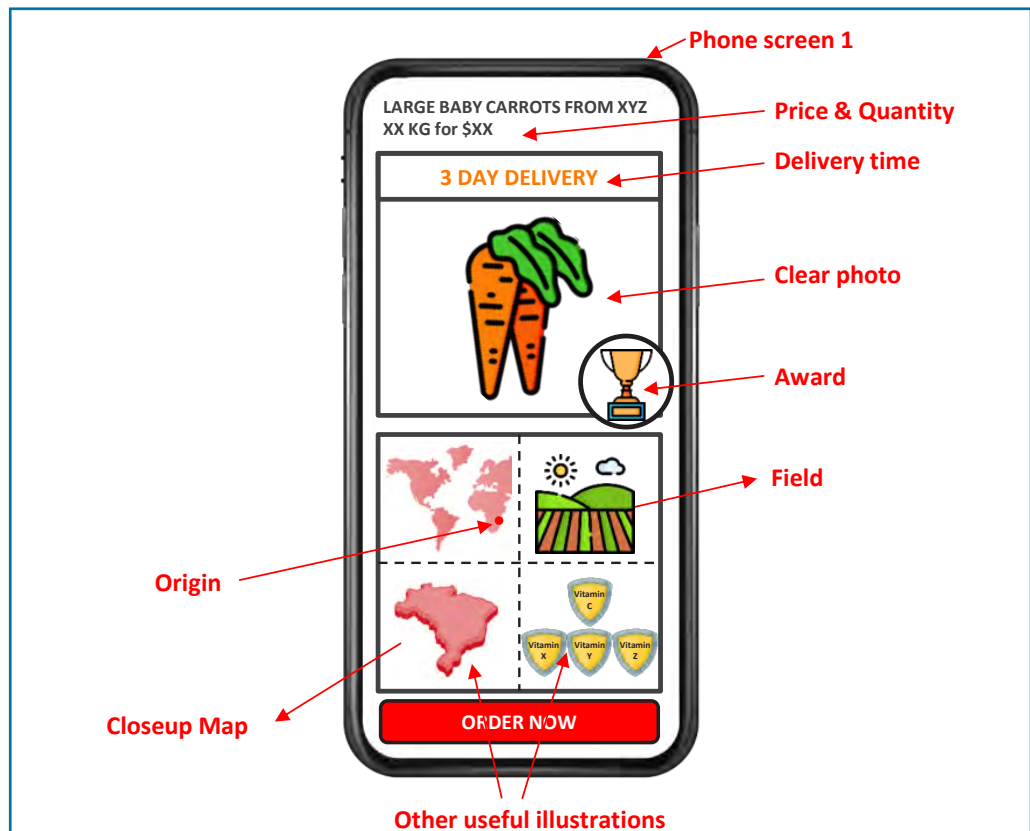 Phone screen 1
LARGE BABY CARROTS FROM XYZ
XX KG for $XX
Price & Quantity
3 DAY DELIVERY
Delivery time
Clear photo
Award
Field
Origin
Vitamin
C
Vitamin
X
Vitamin
Y
Vitamin
Z
Closeup Map
ORDER NOW
Other useful illustrations